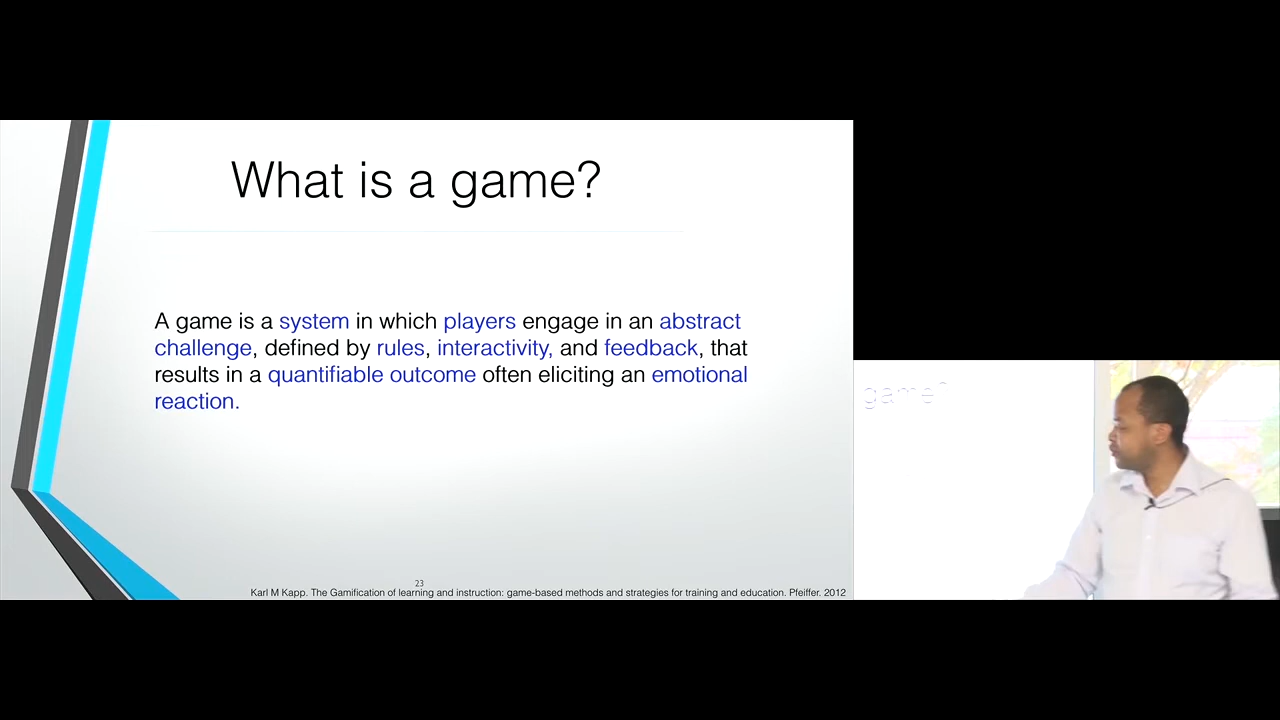 What is a game?
A game is a system in which players engage in an abstract
challenge, defined by rules, interactivity, and feedback, that
results in a quantifiable outcome often eliciting an emotional
reaction.
23
Karl M Kapp. The Gamification of learning and instruction: game-based methods and strategies for training and education. Pfeiffer. 2012
game?